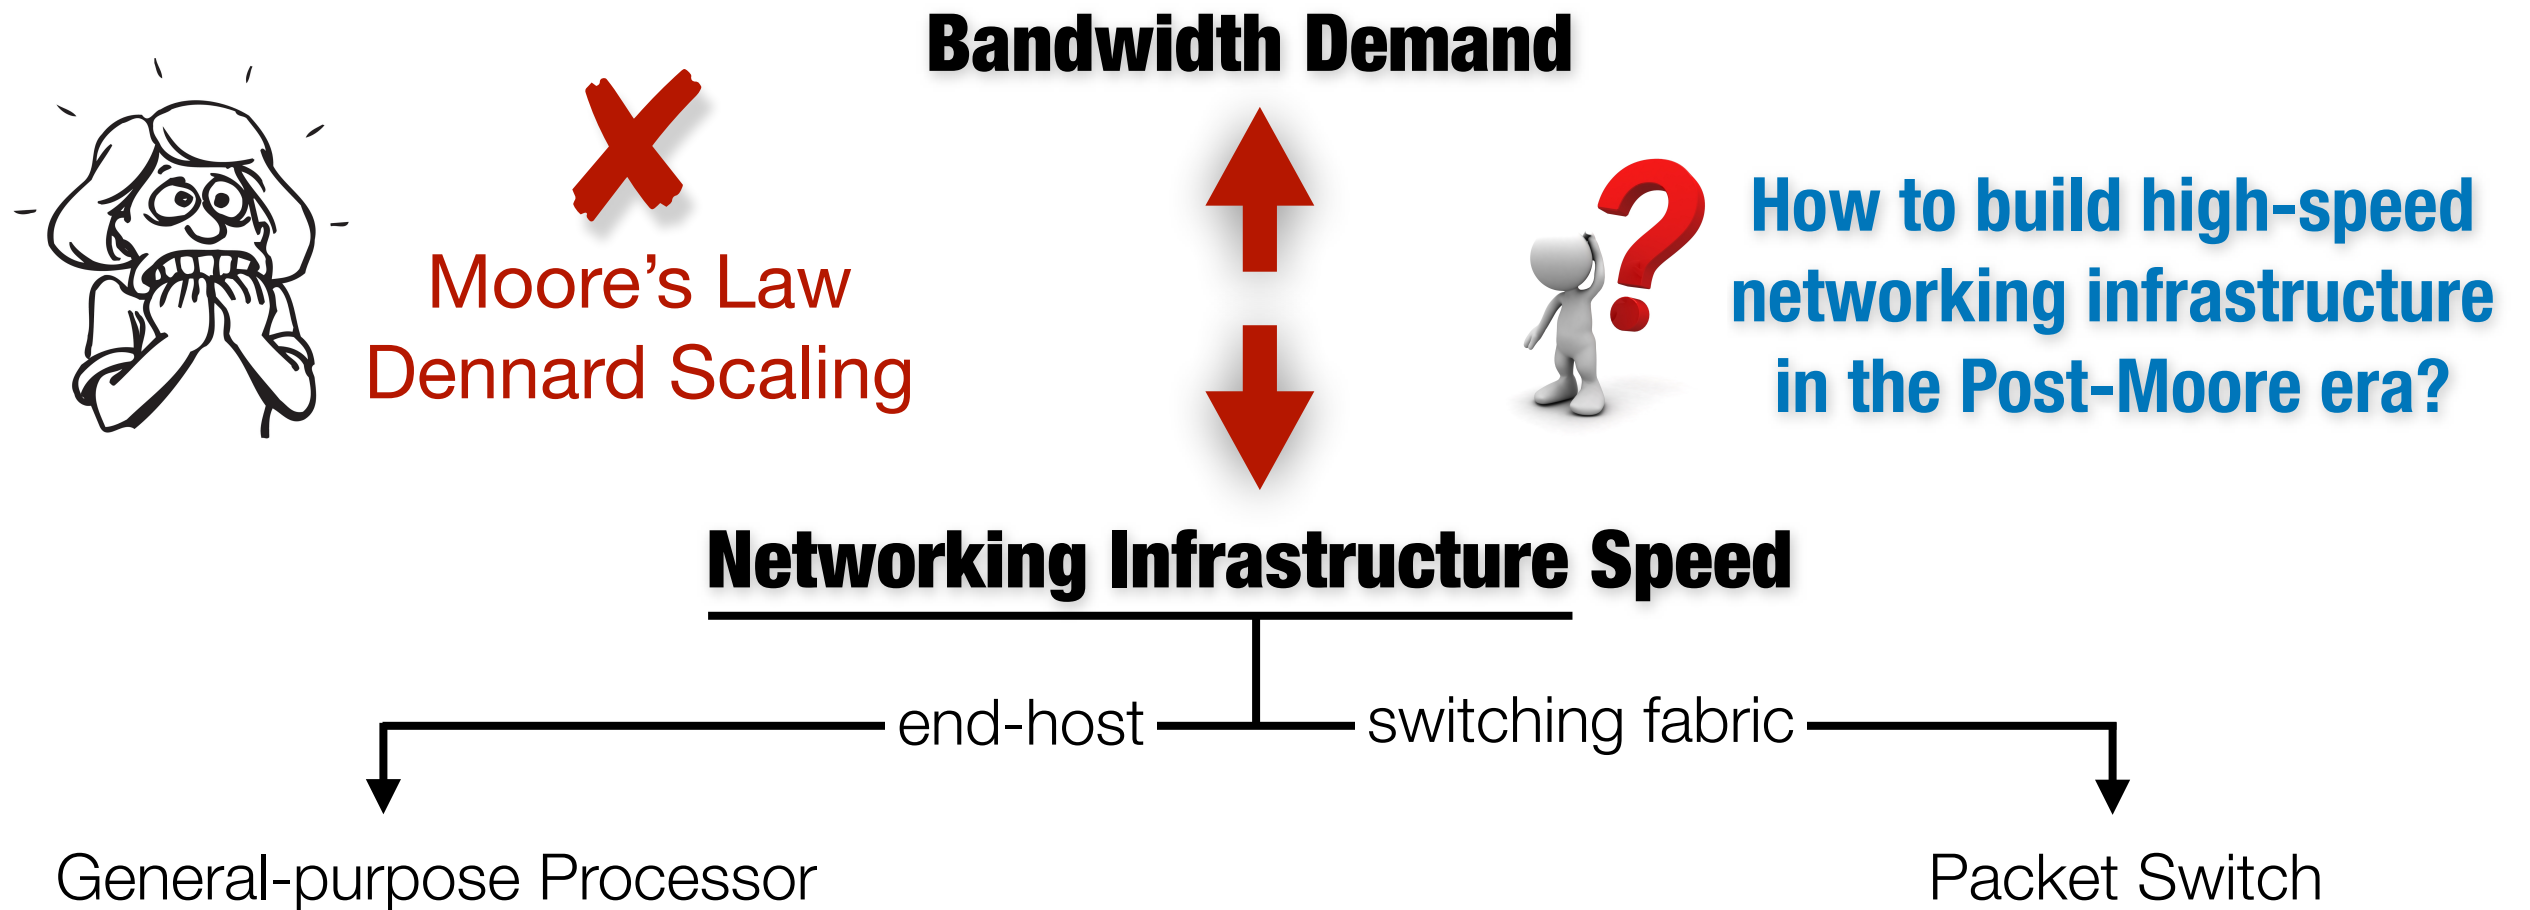 Bandwidth Demand
Moore's Law
Dennard Scaling
How to build high-speed
networking infrastructure
in the Post-Moore era?
Networking Infrastructure Speed
end-host
switching fabric
General-purpose Processor
Packet Switch